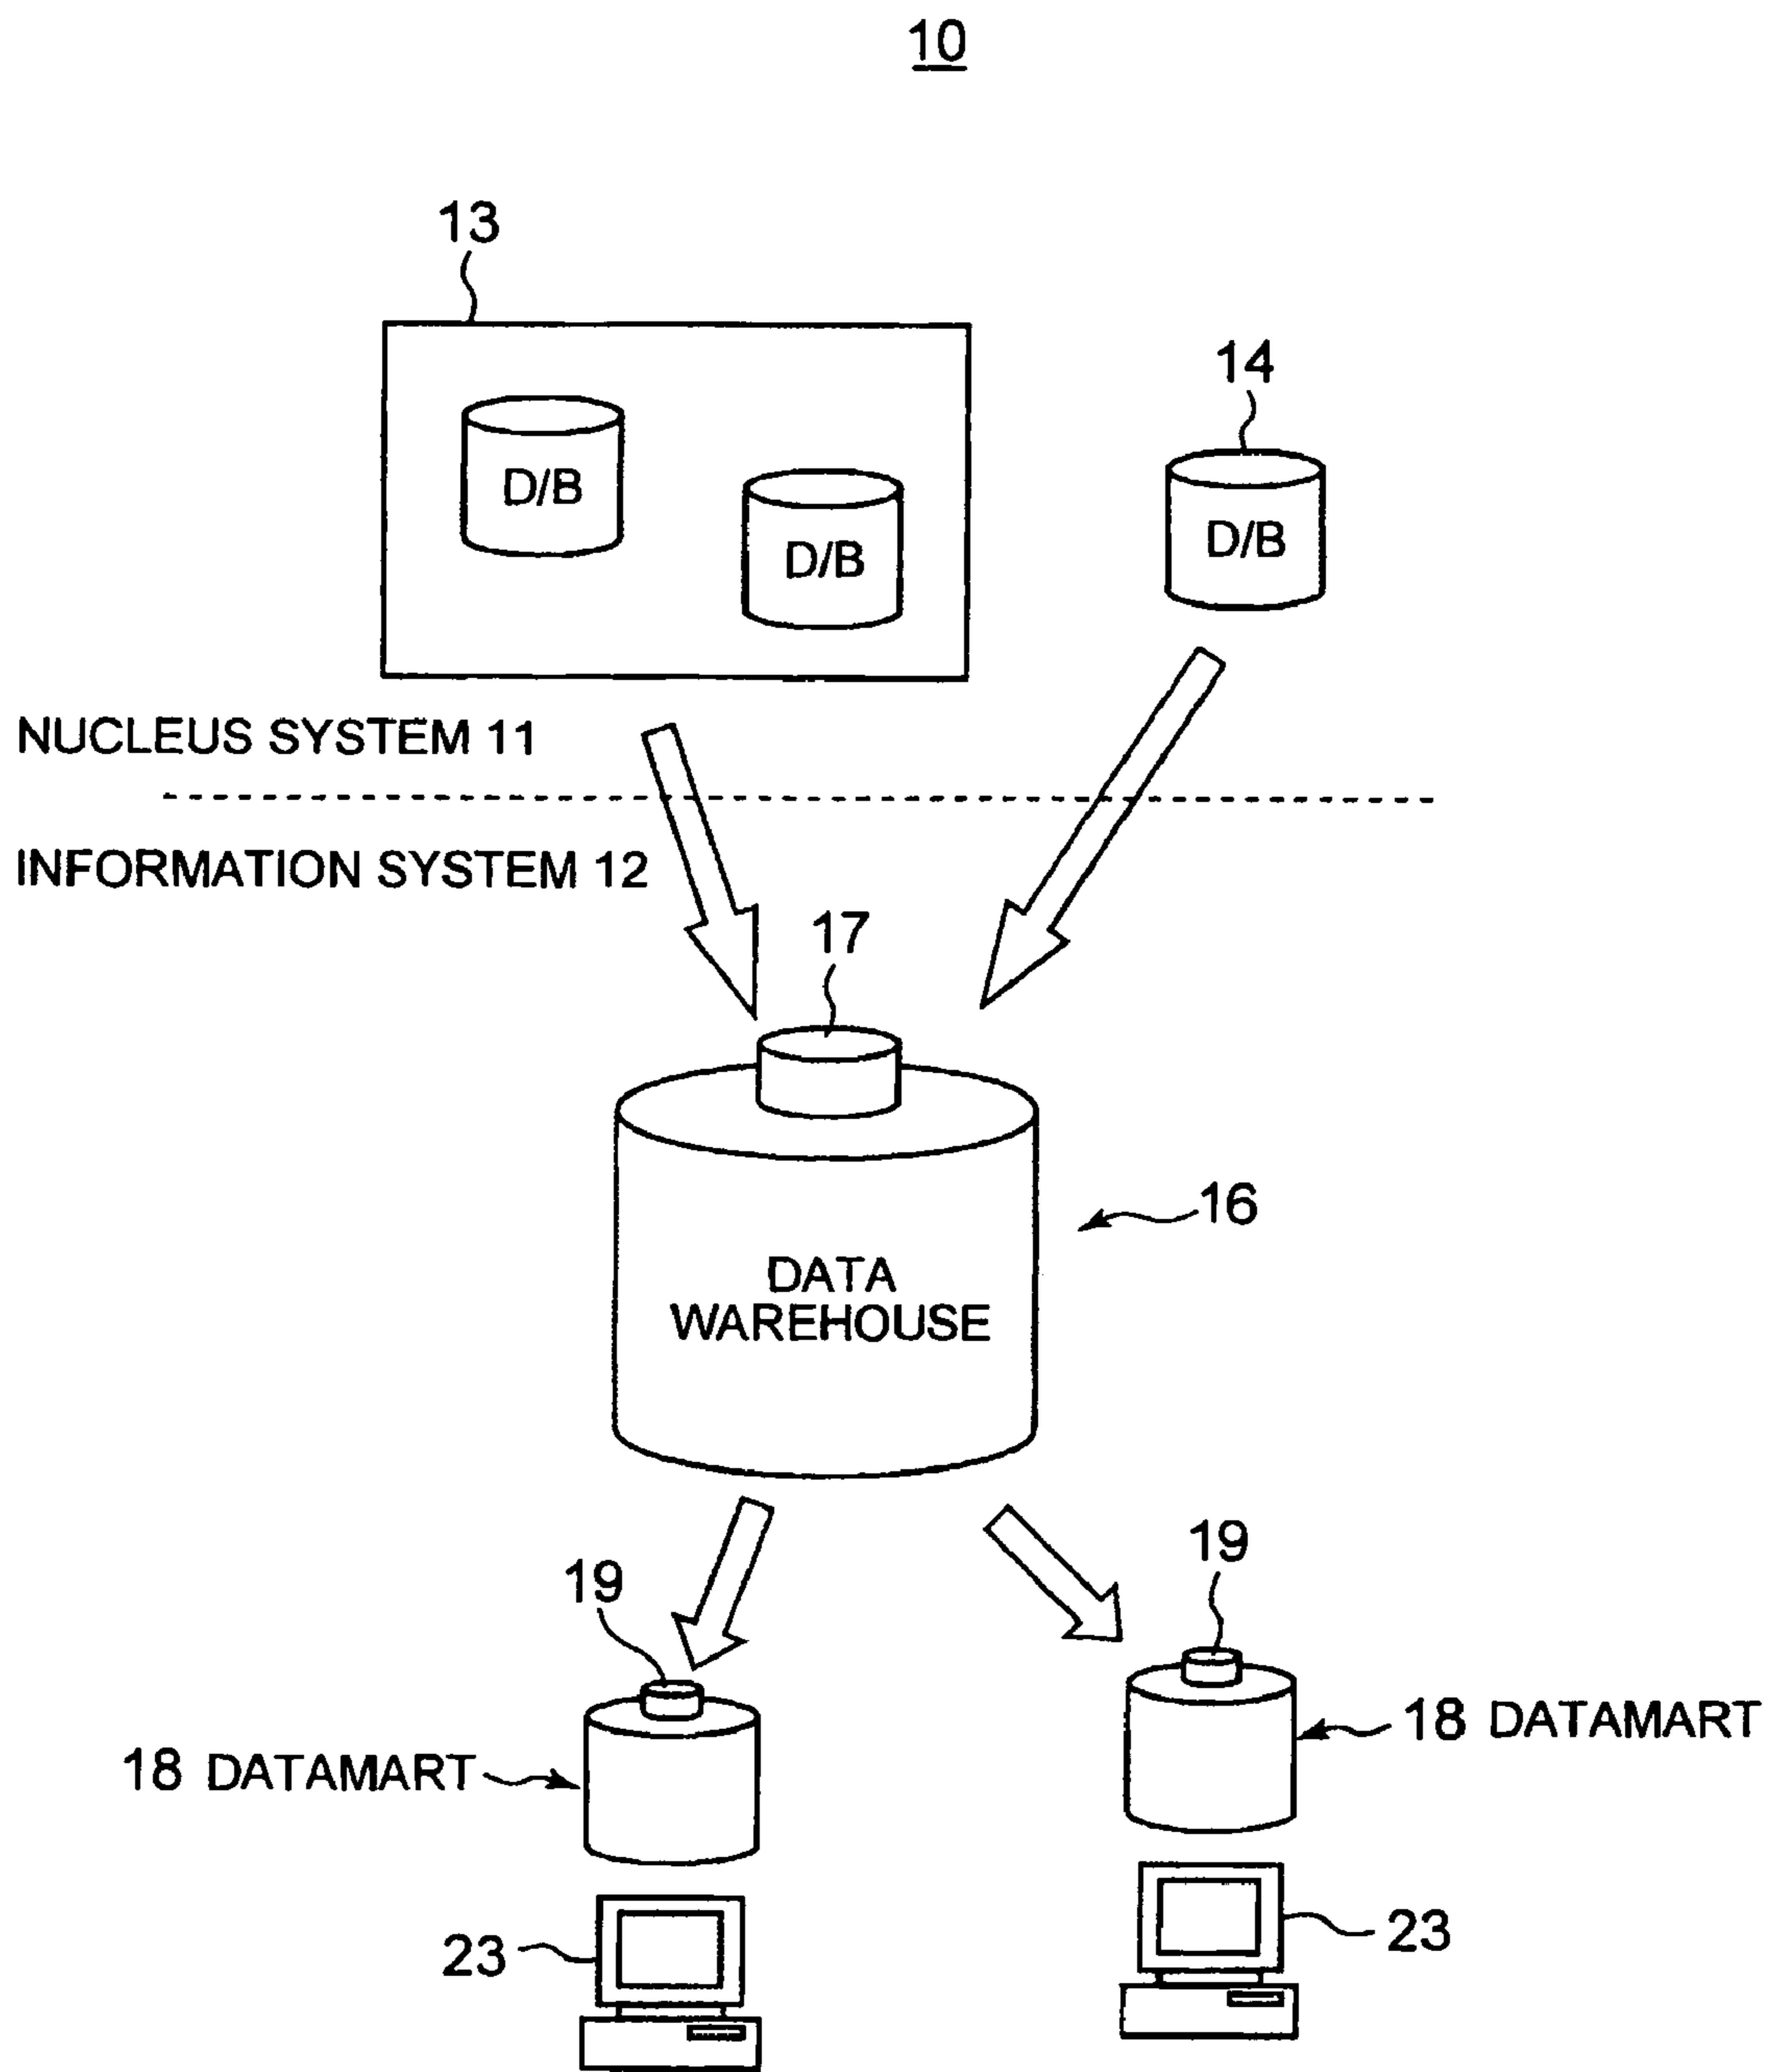 10
13
14
D/B
D/B
D/B
NUCLEUS SYSTEM 11
INFORMATION SYSTEM 12
17
16
DATA
WAREHOUSE
19
19
18 DATAMART
18 DATAMART
23
23